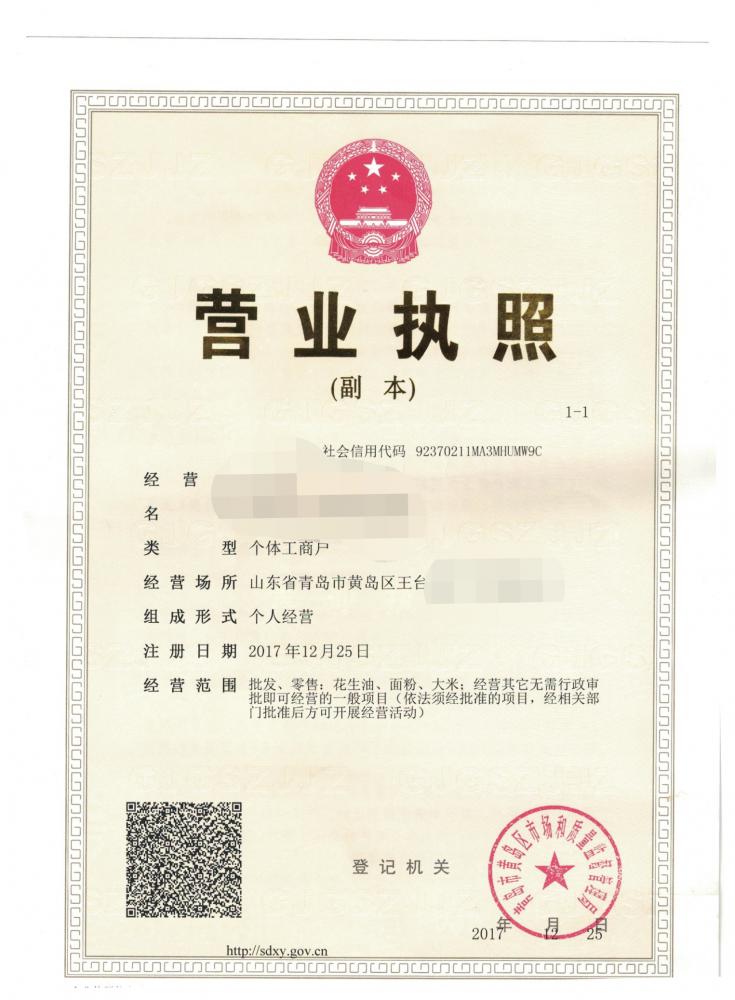 营业执照
(副 本)
1-1
社会信用代码 92370211MA3MHUMW9C
经 营
名
类 型 个体工商户
经营场所 山东省青岛市黄岛区王台
组成形式 个人经营
注册日期 2017年12月25日
经营范围 批发、零售：花生油、面粉、大米；经营其它无需行政审
批即可经营的一般项目（依法须经批准的项目，经相关部
门批准后方可开展经营活动）
岛市黄岛区市场和质量监督管理
登记机关
年 月 日
2017 12 25
http://sdxy.gov.cn